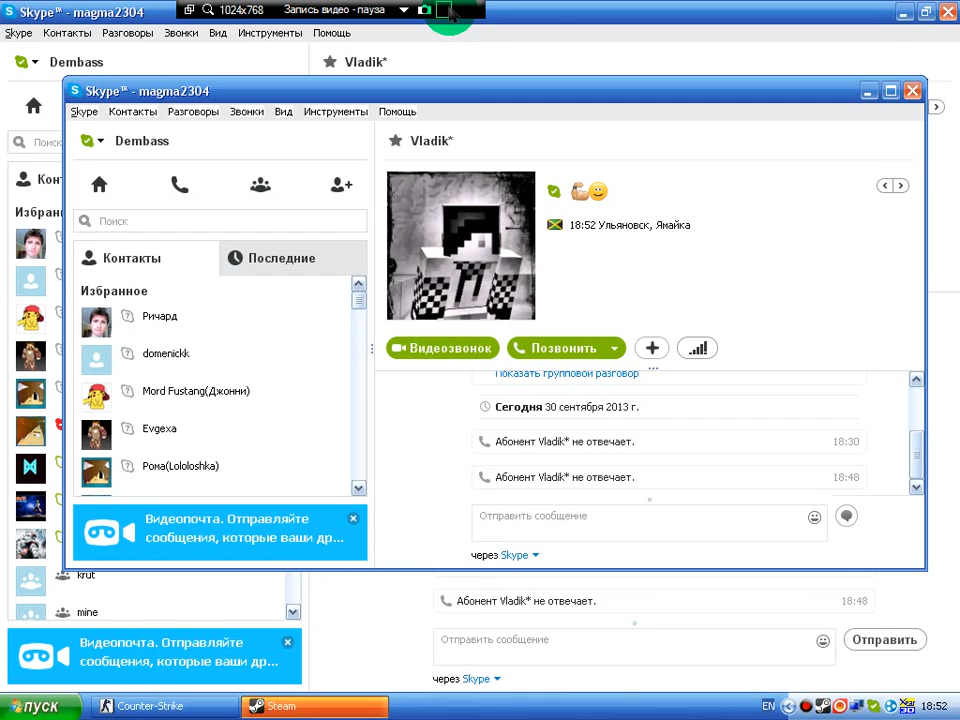 Skype™ - magma2304
1024x768 Запись видео - пауза
Skype Контакты Разговоры Звонки Вид Инструменты Помощь
Dembass
Vladik*
Поиск
Избран
Skype™ - magma2304
Skype Контакты Разговоры Звонки Вид Инструменты Помощь
Dembass
Поиск
Контакты
Последние
Избранное
Ричард
domenickk
Mord Fustang(Джонни)
Evgexa
Рома(Lololoshka)
Видеопочта. Отправляйте
сообщения, которые ваши др...
Vladik*
18:52 Ульяновск, Ямайка
Видеозвонок
Позвонить
Показать групповой разговор
Сегодня 30 сентября 2013 г.
Абонент Vladik* не отвечает. 18:30
Абонент Vladik* не отвечает. 18:48
Отправить сообщение
через Skype
krut
mine
Видеопочта. Отправляйте
сообщения, которые ваши др...
Абонент Vladik* не отвечает. 18:48
Отправить сообщение
Отправить
через Skype
пуск
Counter-Strike
Steam
EN
18:52